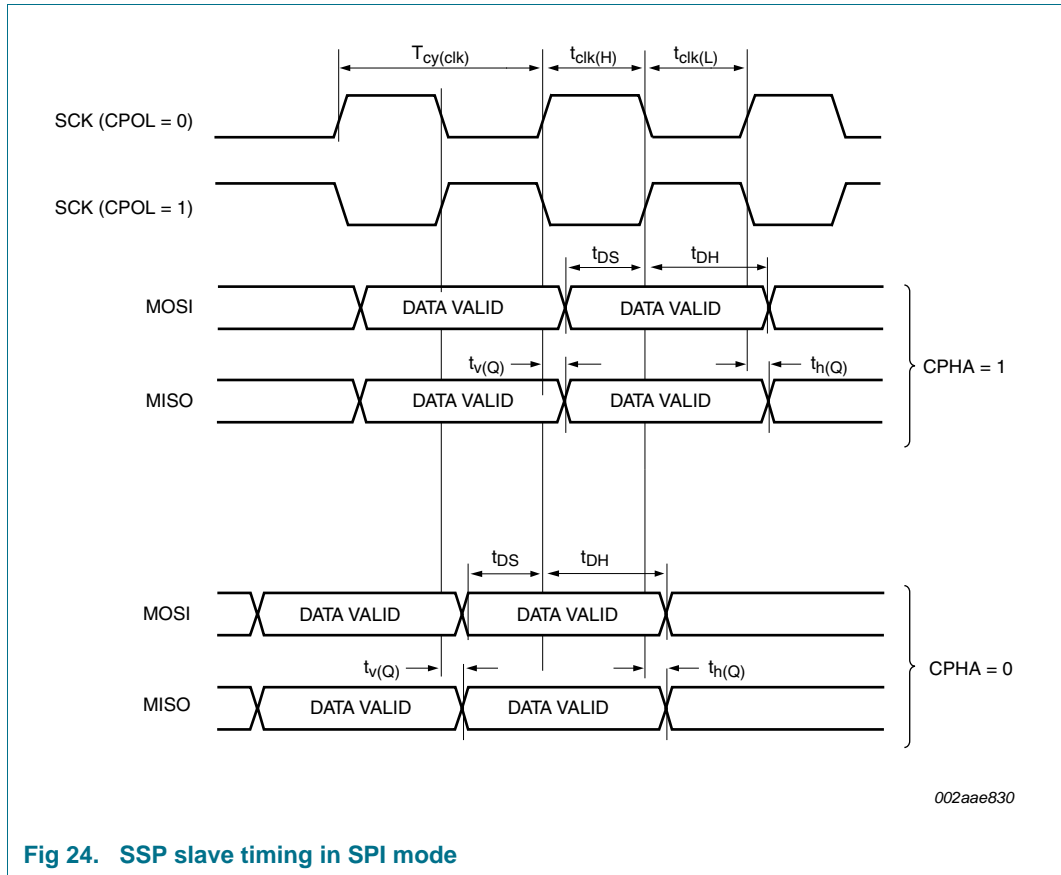 Tcy(clk) tclk(H) tclk(L)
SCK (CPOL = 0)
SCK (CPOL = 1)
tDS tDH
MOSI DATA VALID DATA VALID
tv(Q) th(Q)
CPHA = 1
MISO DATA VALID DATA VALID
tDS tDH
MOSI DATA VALID DATA VALID
tv(Q) th(Q)
CPHA = 0
MISO DATA VALID DATA VALID
002aae830
Fig 24. SSP slave timing in SPI mode